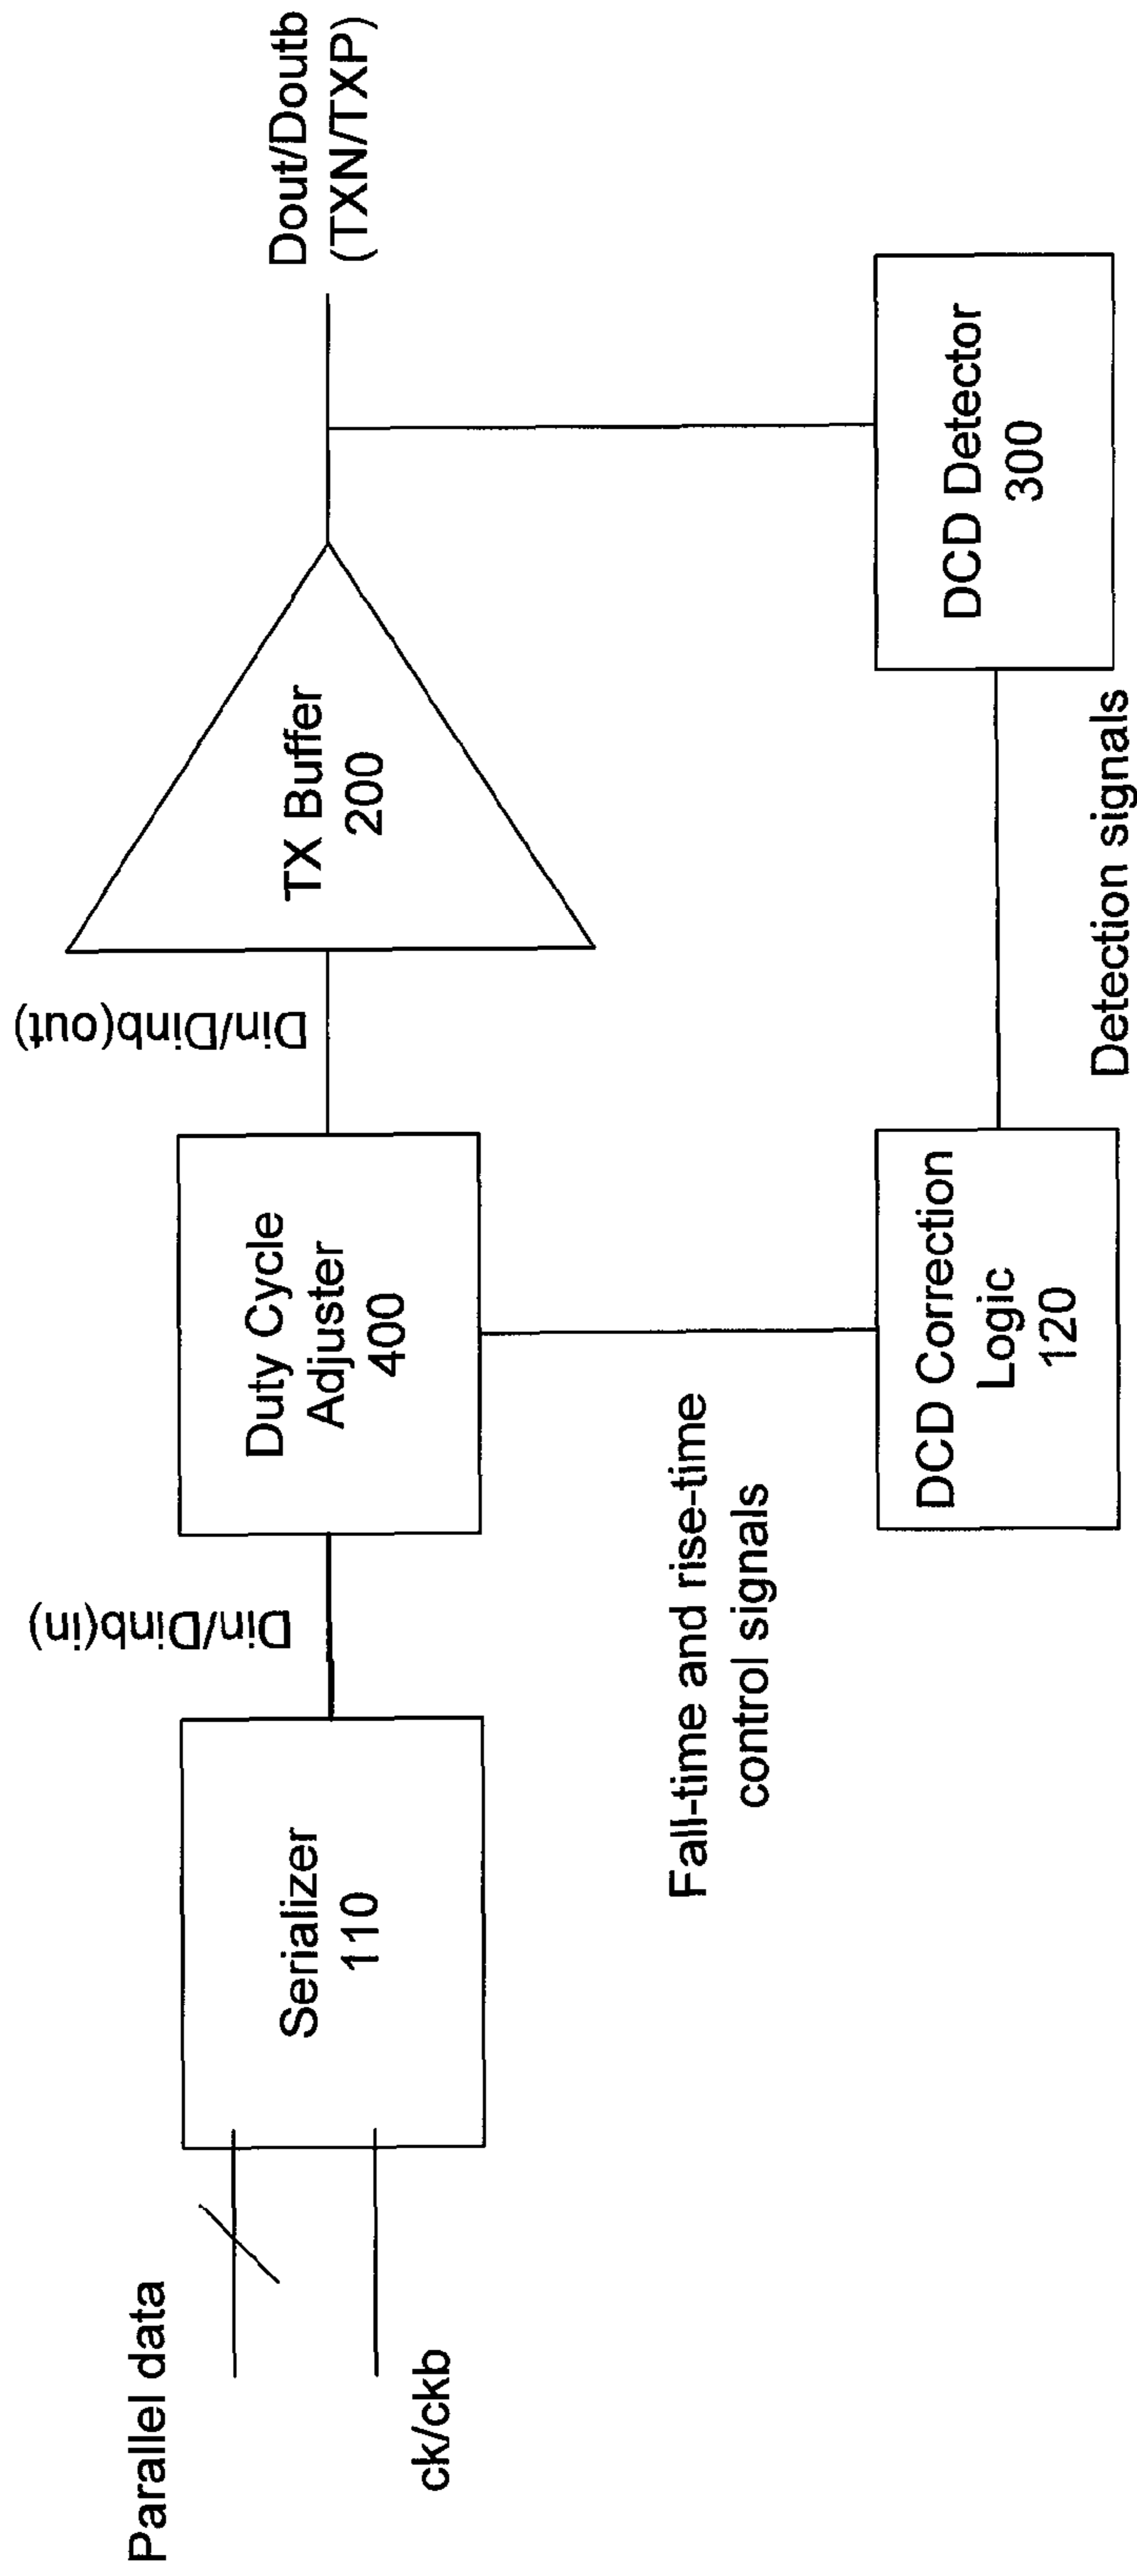 Parallel data
ck/ckb
Serializer
110
Din/Dinb(in)
Duty Cycle
Adjuster
400
Din/Dinb(out)
TX Buffer
200
Dout/Doutb
(TXN/TXP)
Fall-time and rise-time
control signals
DCD Correction
Logic
120
Detection signals
DCD Detector
300